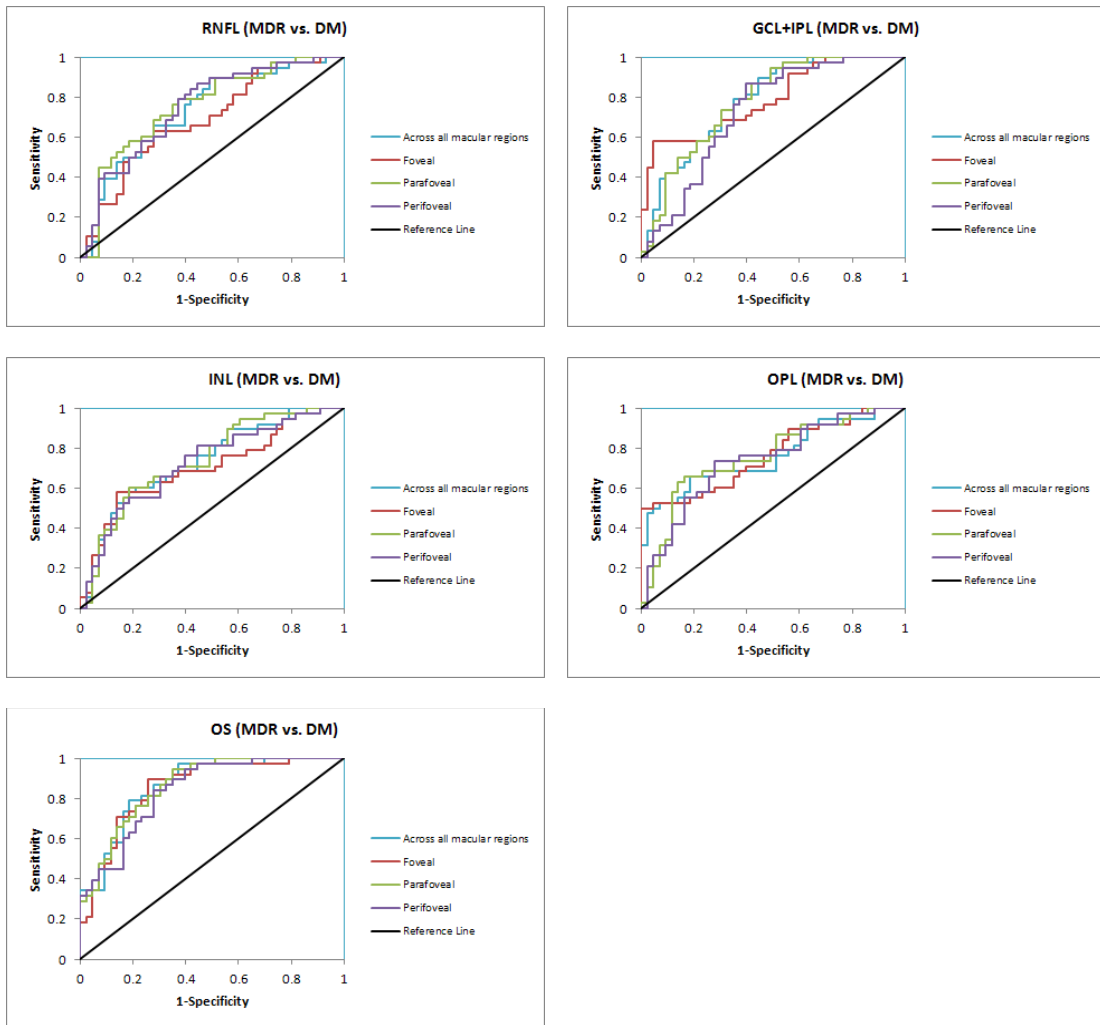 RNFL (MDR vs. DM)
1
0.8
0.6
0.4
0.2
0
Sensitivity
0 0.2 0.4 0.6 0.8 1
1-Specificity
Across all macular regions
Foveal
Parafoveal
Perifoveal
Reference Line
GCL+IPL (MDR vs. DM)
1
0.8
0.6
0.4
0.2
0
Sensitivity
0 0.2 0.4 0.6 0.8 1
1-Specificity
Across all macular regions
Foveal
Parafoveal
Perifoveal
Reference Line
INL (MDR vs. DM)
1
0.8
0.6
0.4
0.2
0
Sensitivity
0 0.2 0.4 0.6 0.8 1
1-Specificity
Across all macular regions
Foveal
Parafoveal
Perifoveal
Reference Line
OPL (MDR vs. DM)
1
0.8
0.6
0.4
0.2
0
Sensitivity
0 0.2 0.4 0.6 0.8 1
1-Specificity
Across all macular regions
Foveal
Parafoveal
Perifoveal
Reference Line
OS (MDR vs. DM)
1
0.8
0.6
0.4
0.2
0
Sensitivity
0 0.2 0.4 0.6 0.8 1
1-Specificity
Across all macular regions
Foveal
Parafoveal
Perifoveal
Reference Line